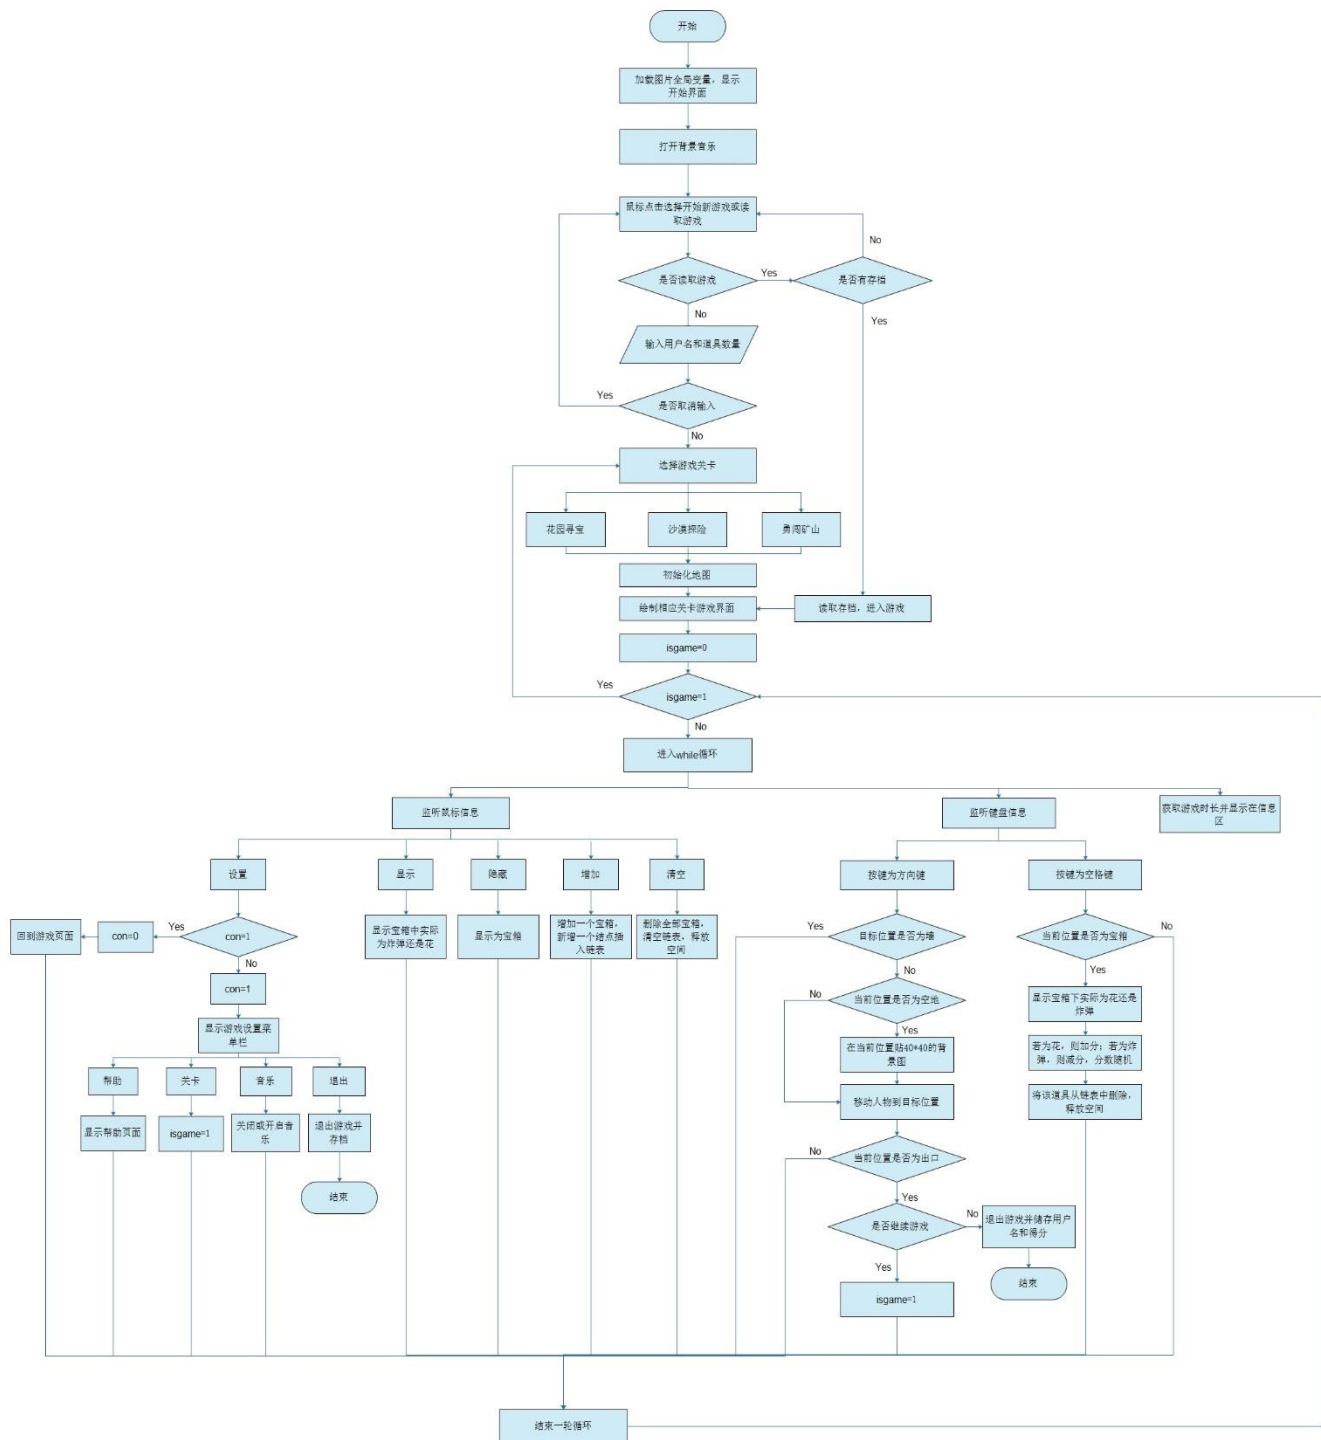 开始
加载图片全局变量，显示
开始界面
打开背景音乐
鼠标点击选择开始新游戏或读
取游戏
No
是否读取游戏
Yes
是否有存档
No
Yes
输入用户名和道具数量
Yes
是否取消输入
No
选择游戏关卡
花园寻宝
沙漠探险
勇闯矿山
初始化地图
绘制相应关卡游戏界面
读取存档，进入游戏
isgame=0
Yes
isgame=1
No
进入while循环
监听鼠标信息
监听键盘信息
获取游戏时长并显示在信息
区
设置
显示
隐藏
增加
清空
按键为方向键
按键为空格键
回到游戏页面
con=0
Yes
con=1
显示宝箱中实际
为炸弹还是花
显示为宝箱
增加一个宝箱，
新增一个结点插
入链表
删除全部宝箱，
清空链表，释放
空间
Yes
目标位置是否为墙
当前位置是否为宝箱
No
No
No
Yes
con=1
No
当前位置是否为空地
显示宝箱下实际为花还是
炸弹
显示游戏设置菜
单栏
Yes
在当前位置贴40*40的背
景图
若为花，则加分；若为炸
弹，则减分，分数随机
帮助
关卡
音乐
退出
移动人物到目标位置
将该道具从链表中删除，
释放空间
显示帮助页面
isgame=1
关闭或开启音
乐
退出游戏并
存档
No
当前位置是否为出口
结束
Yes
是否继续游戏
No
退出游戏并储存用户
名和得分
Yes
结束
isgame=1
结束一轮循环